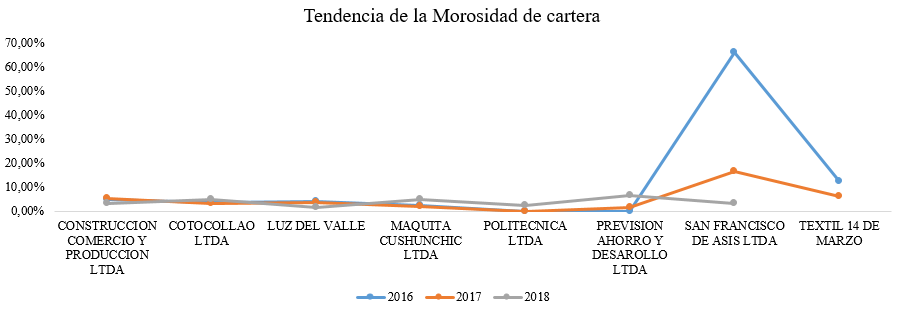 Tendencia de la Morosidad de cartera
70,00%
60,00%
50,00%
40,00%
30,00%
20,00%
10,00%
0,00%
CONSTRUCCION
COMERCIO Y
PRODUCCION
LTDA
COTOCOLLAO
LTDA
LUZ DEL VALLE
MAQUITA
CUSHUNCHIC
LTDA
POLITECNICA
LTDA
PREVISION
AHORRO Y
DESAROLLO
LTDA
SAN FRANCISCO
DE ASIS LTDA
TEXTIL 14 DE
MARZO
2016
2017
2018